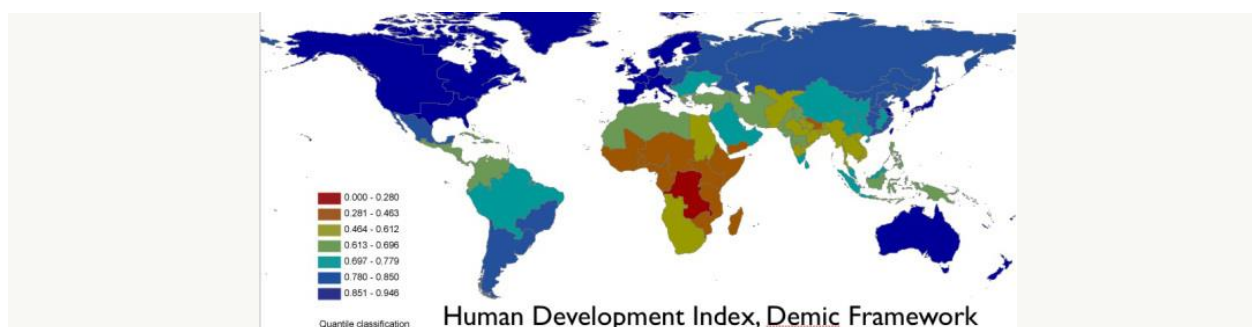 0.000 - 0.280
0.281 - 0.463
0.464 - 0.612
0.613 - 0.696
0.697 - 0.779
0.780 - 0.850
0.851 - 0.946
Quantile classification
Human Development Index, Demic Framework